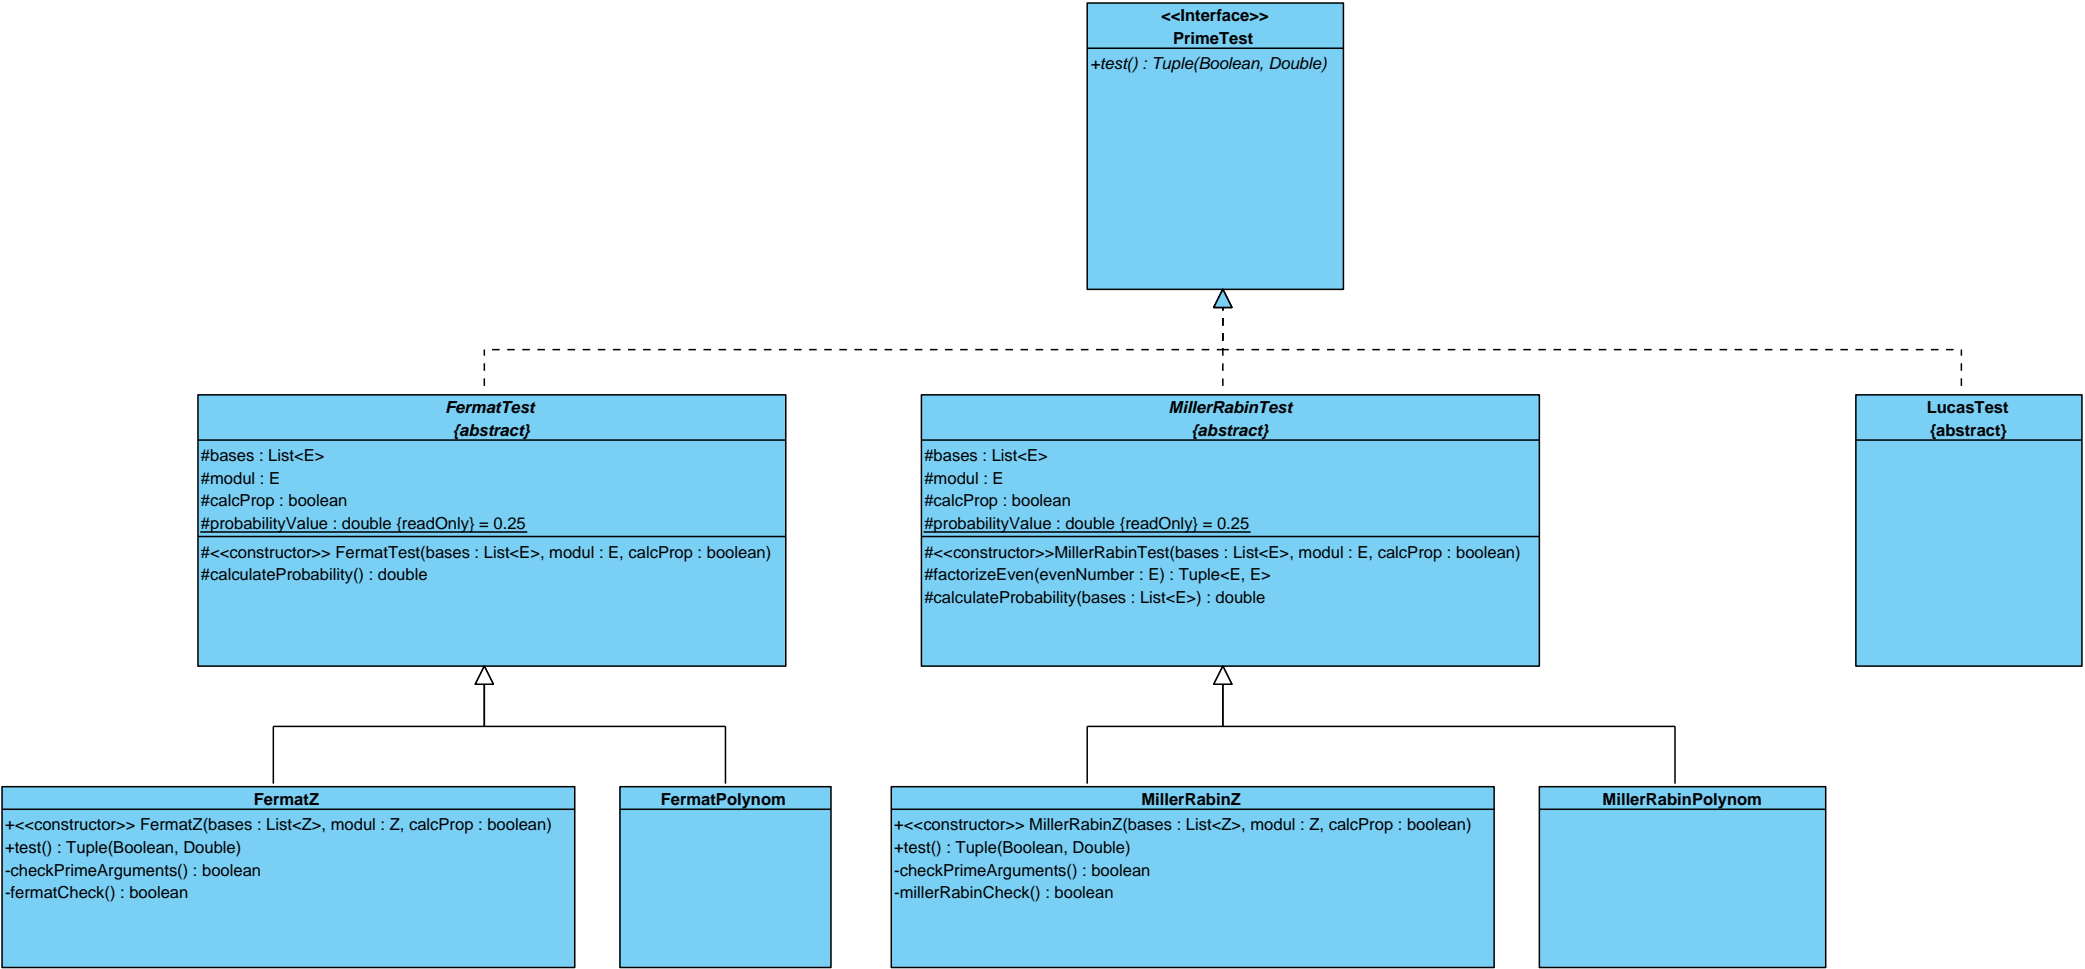 <<Interface>>
PrimeTest
+test() : Tuple(Boolean, Double)
FermatTest
{abstract}
#bases : List<E>
#modul : E
#calcProp : boolean
#probabilityValue : double {readOnly} = 0.25
#<<constructor>> FermatTest(bases : List<E>, modul : E, calcProp : boolean)
#calculateProbability() : double
MillerRabinTest
{abstract}
#bases : List<E>
#modul : E
#calcProp : boolean
#probabilityValue : double {readOnly} = 0.25
#<<constructor>>MillerRabinTest(bases : List<E>, modul : E, calcProp : boolean)
#factorizeEven(evenNumber : E) : Tuple<E, E>
#calculateProbability(bases : List<E>) : double
LucasTest
{abstract}
FermatZ
+<<constructor>> FermatZ(bases : List<Z>, modul : Z, calcProp : boolean)
+test() : Tuple(Boolean, Double)
-checkPrimeArguments() : boolean
-fermatCheck() : boolean
FermatPolynom
MillerRabinZ
+<<constructor>> MillerRabinZ(bases : List<Z>, modul : Z, calcProp : boolean)
+test() : Tuple(Boolean, Double)
-checkPrimeArguments() : boolean
-millerRabinCheck() : boolean
MillerRabinPolynom